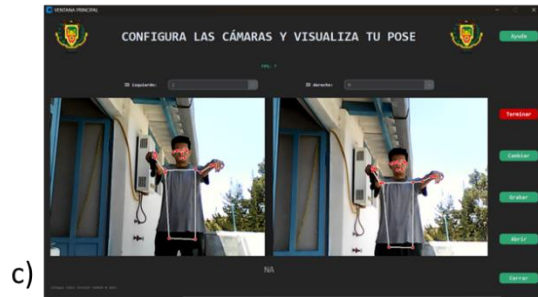 VENTANA PRINCIPAL
CONFIGURA LAS CÁMARAS Y VISUALIZA TU POSE
Ayuda
ID izquierdo:
ID derecho:
Terminar
Cambiar
Grabar
Abrir
NA
Cerrar
c)